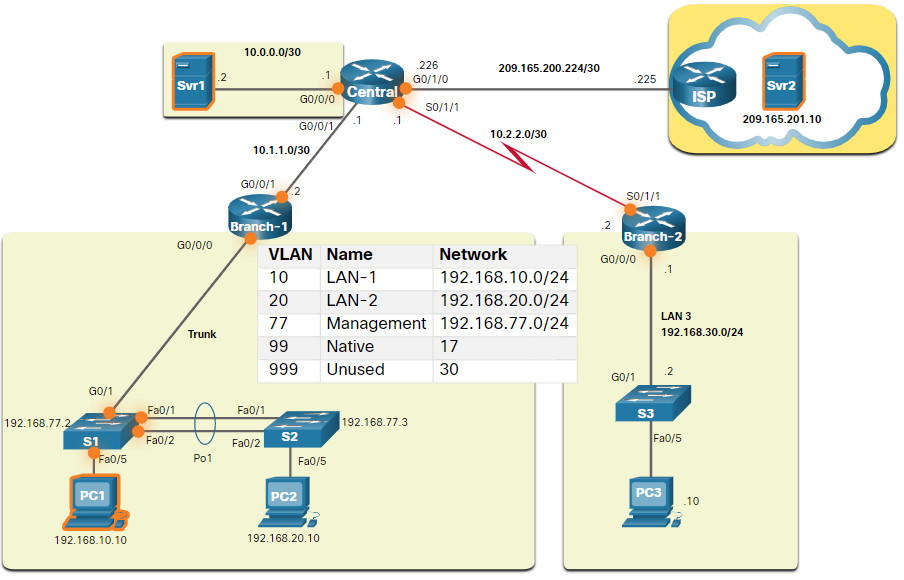 10.0.0.0/30
Svr1
.2
.1
G0/0/0
Central
.226
G0/1/0
209.165.200.224/30
.225
ISP
Svr2
209.165.201.10
S0/1/1
G0/0/1
.1
.1
10.1.1.0/30
10.2.2.0/30
G0/0/1
.2
Branch-1
G0/0/0
S0/1/1
.2
Branch-2
G0/0/0
.1
VLAN Name Network
10 LAN-1 192.168.10.0/24
20 LAN-2 192.168.20.0/24
77 Management 192.168.77.0/24
99 Native 17
999 Unused 30
Trunk
LAN 3
192.168.30.0/24
G0/1
192.168.77.2
S1
Fa0/1
Fa0/2
Po1
Fa0/1
Fa0/2
S2
192.168.77.3
Fa0/5
Fa0/5
PC1
192.168.10.10
PC2
192.168.20.10
G0/1
.2
S3
Fa0/5
PC3
.10